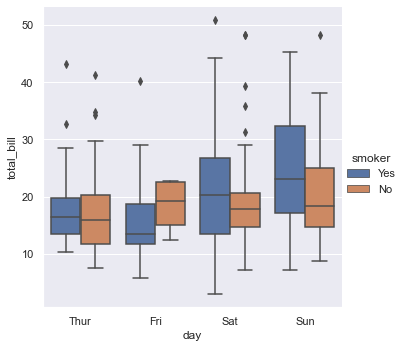 50
40
30
20
10
total_bill
Thur Fri Sat Sun
day
smoker
Yes
No